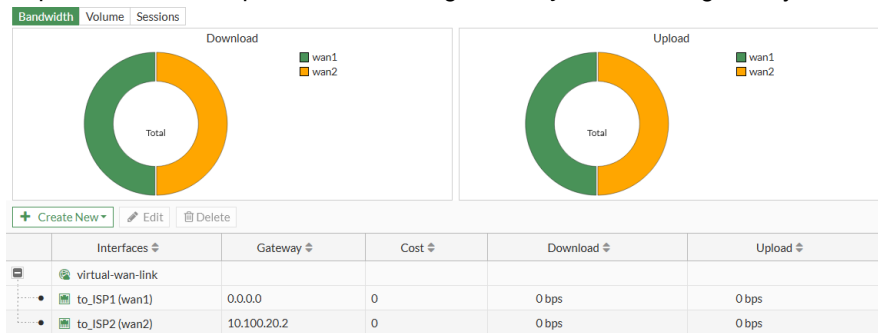 Bandwidth Volume Sessions
Download
wan1
wan2
Total
Upload
wan1
wan2
Total
+ Create New Edit Delete
Interfaces Gateway Cost Download Upload
virtual-wan-link
to_ISP1 (wan1) 0.0.0.0 0 0 bps 0 bps
to_ISP2 (wan2) 10.100.20.2 0 0 bps 0 bps